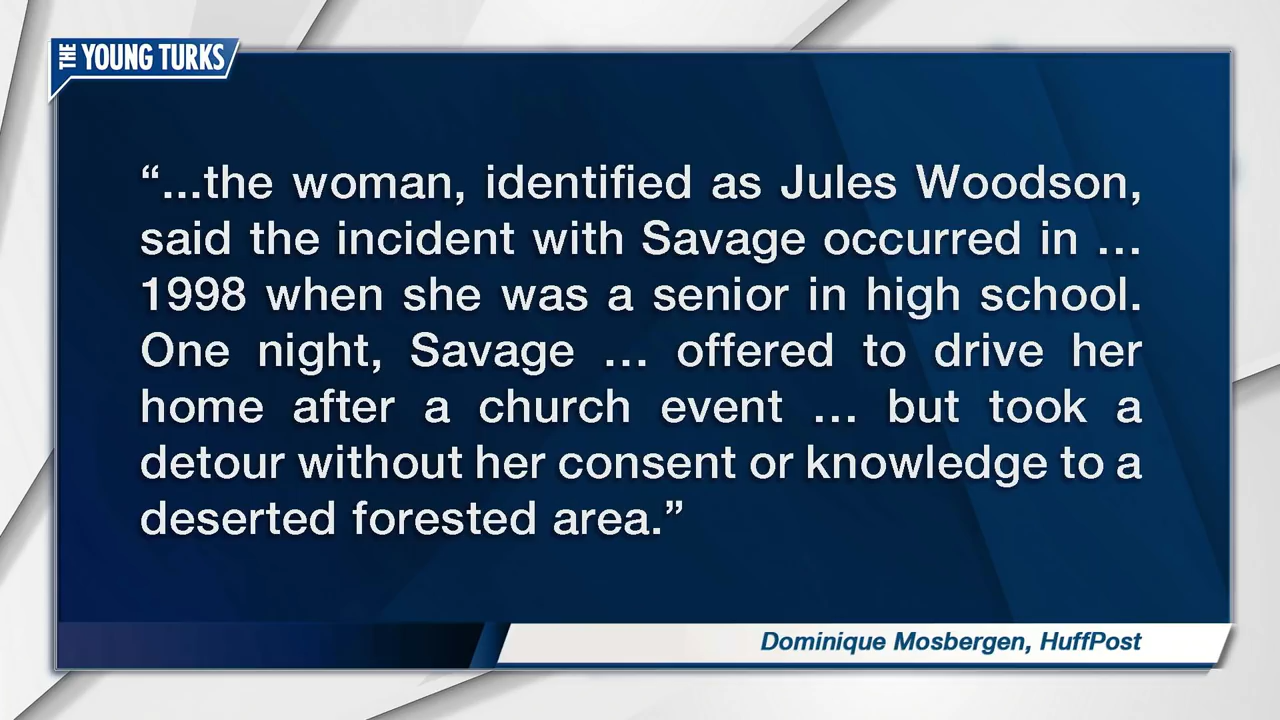 THE YOUNG TURKS
“...the woman, identified as Jules Woodson,
said the incident with Savage occurred in ...
1998 when she was a senior in high school.
One night, Savage ... offered to drive her
home after a church event ... but took a
detour without her consent or knowledge to a
deserted forested area.”
Dominique Mosbergen, HuffPost